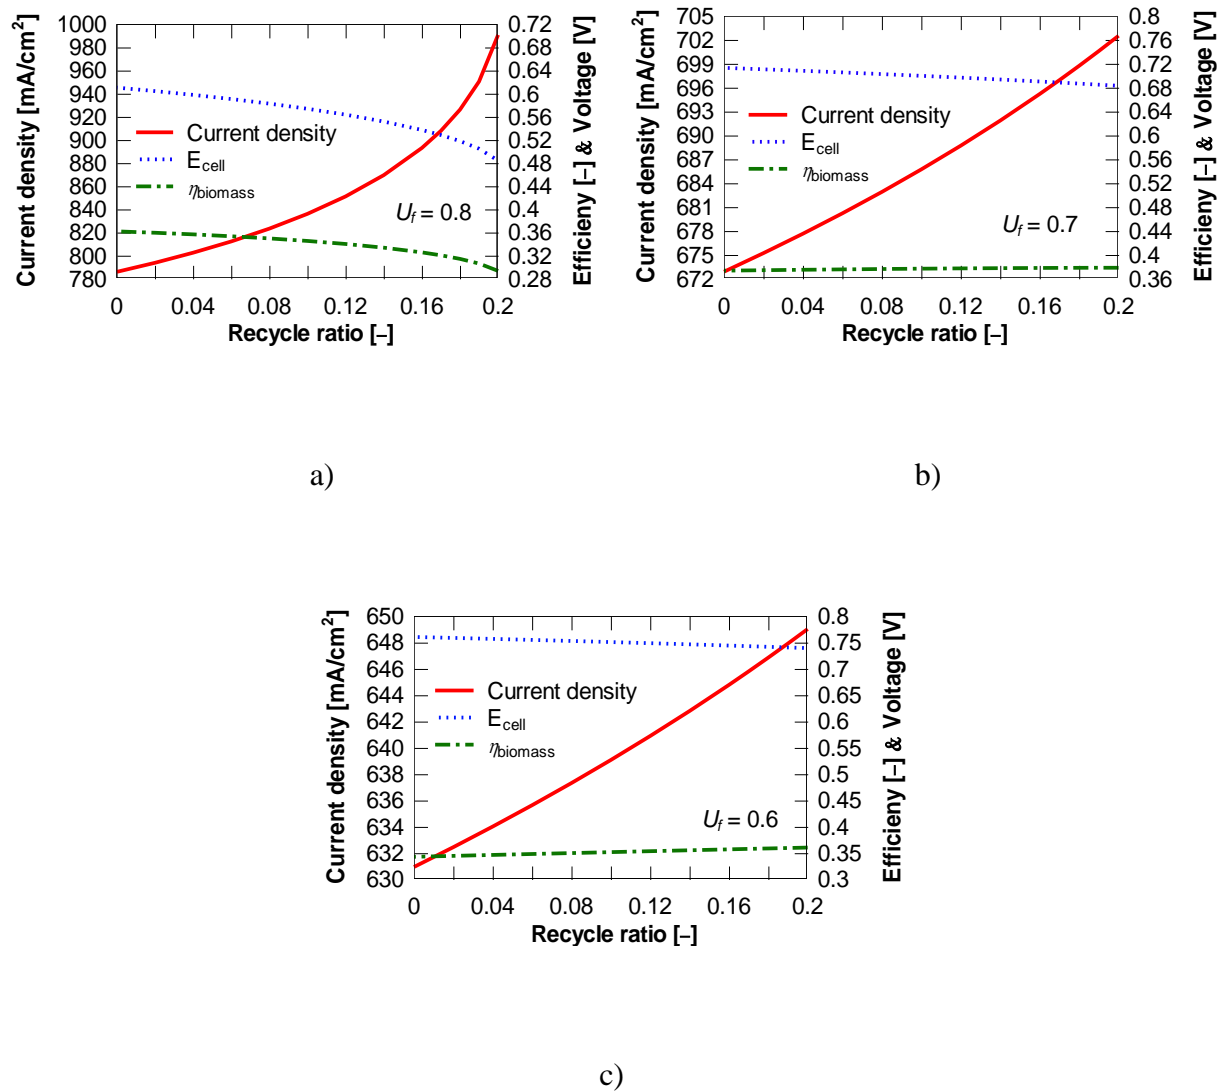 Current density [mA/cm²]
1000
980
960
940
920
900
880
860
840
820
800
780
0.72
0.68
0.64
0.6
0.56
0.52
0.48
0.44
0.4
0.36
0.32
0.28
Efficieny [–] & Voltage [V]
Current density
E_cell
η_biomass
U_f = 0.8
0 0.04 0.08 0.12 0.16 0.2
Recycle ratio [–]
a)
Current density [mA/cm²]
705
702
699
696
693
690
687
684
681
678
675
672
0.8
0.76
0.72
0.68
0.64
0.6
0.56
0.52
0.48
0.44
0.4
0.36
Efficieny [–] & Voltage [V]
Current density
E_cell
η_biomass
U_f = 0.7
0 0.04 0.08 0.12 0.16 0.2
Recycle ratio [–]
b)
Current density [mA/cm²]
650
648
646
644
642
640
638
636
634
632
630
0.8
0.75
0.7
0.65
0.6
0.55
0.5
0.45
0.4
0.35
0.3
Efficieny [–] & Voltage [V]
Current density
E_cell
η_biomass
U_f = 0.6
0 0.04 0.08 0.12 0.16 0.2
Recycle ratio [–]
c)